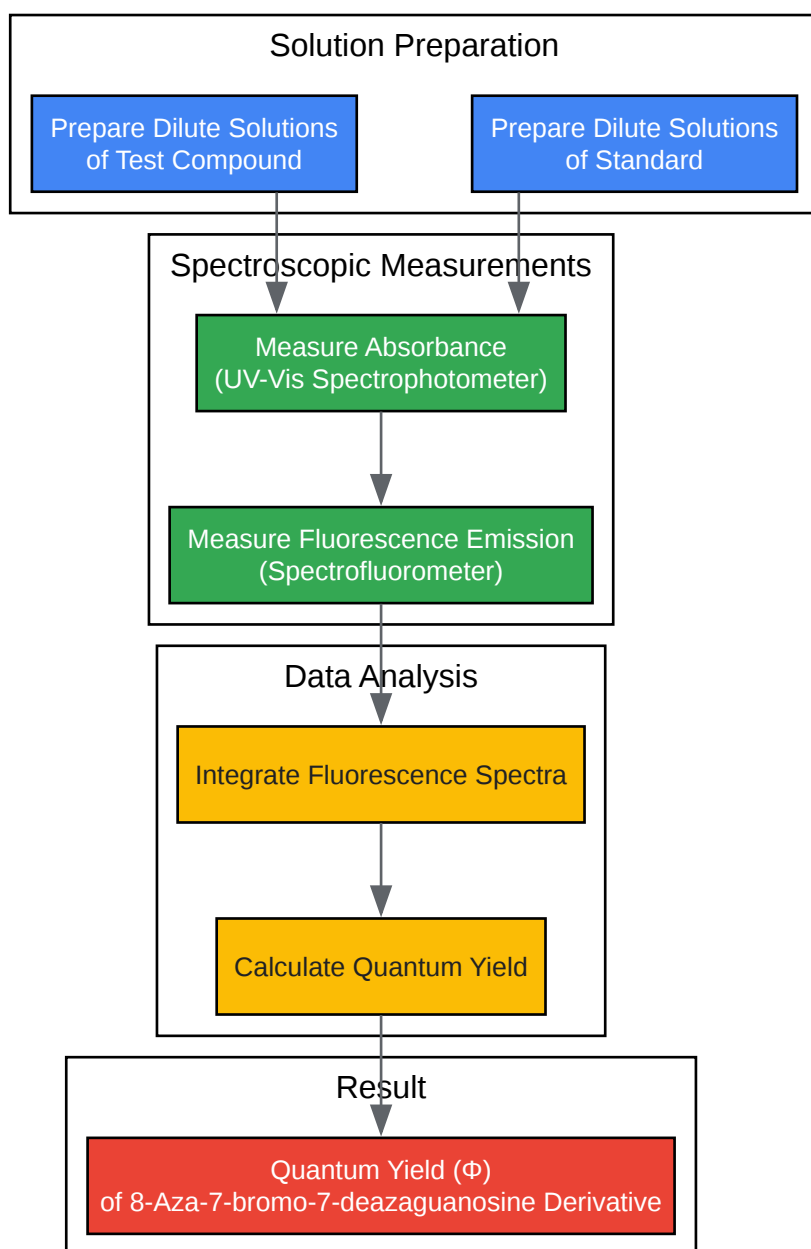 Solution Preparation
Prepare Dilute Solutions
of Test Compound
Prepare Dilute Solutions
of Standard
Spectroscopic Measurements
Measure Absorbance
(UV-Vis Spectrophotometer)
Measure Fluorescence Emission
(Spectrofluorometer)
Data Analysis
Integrate Fluorescence Spectra
Calculate Quantum Yield
Result
Quantum Yield (Φ)
of 8-Aza-7-bromo-7-deazaguanosine Derivative